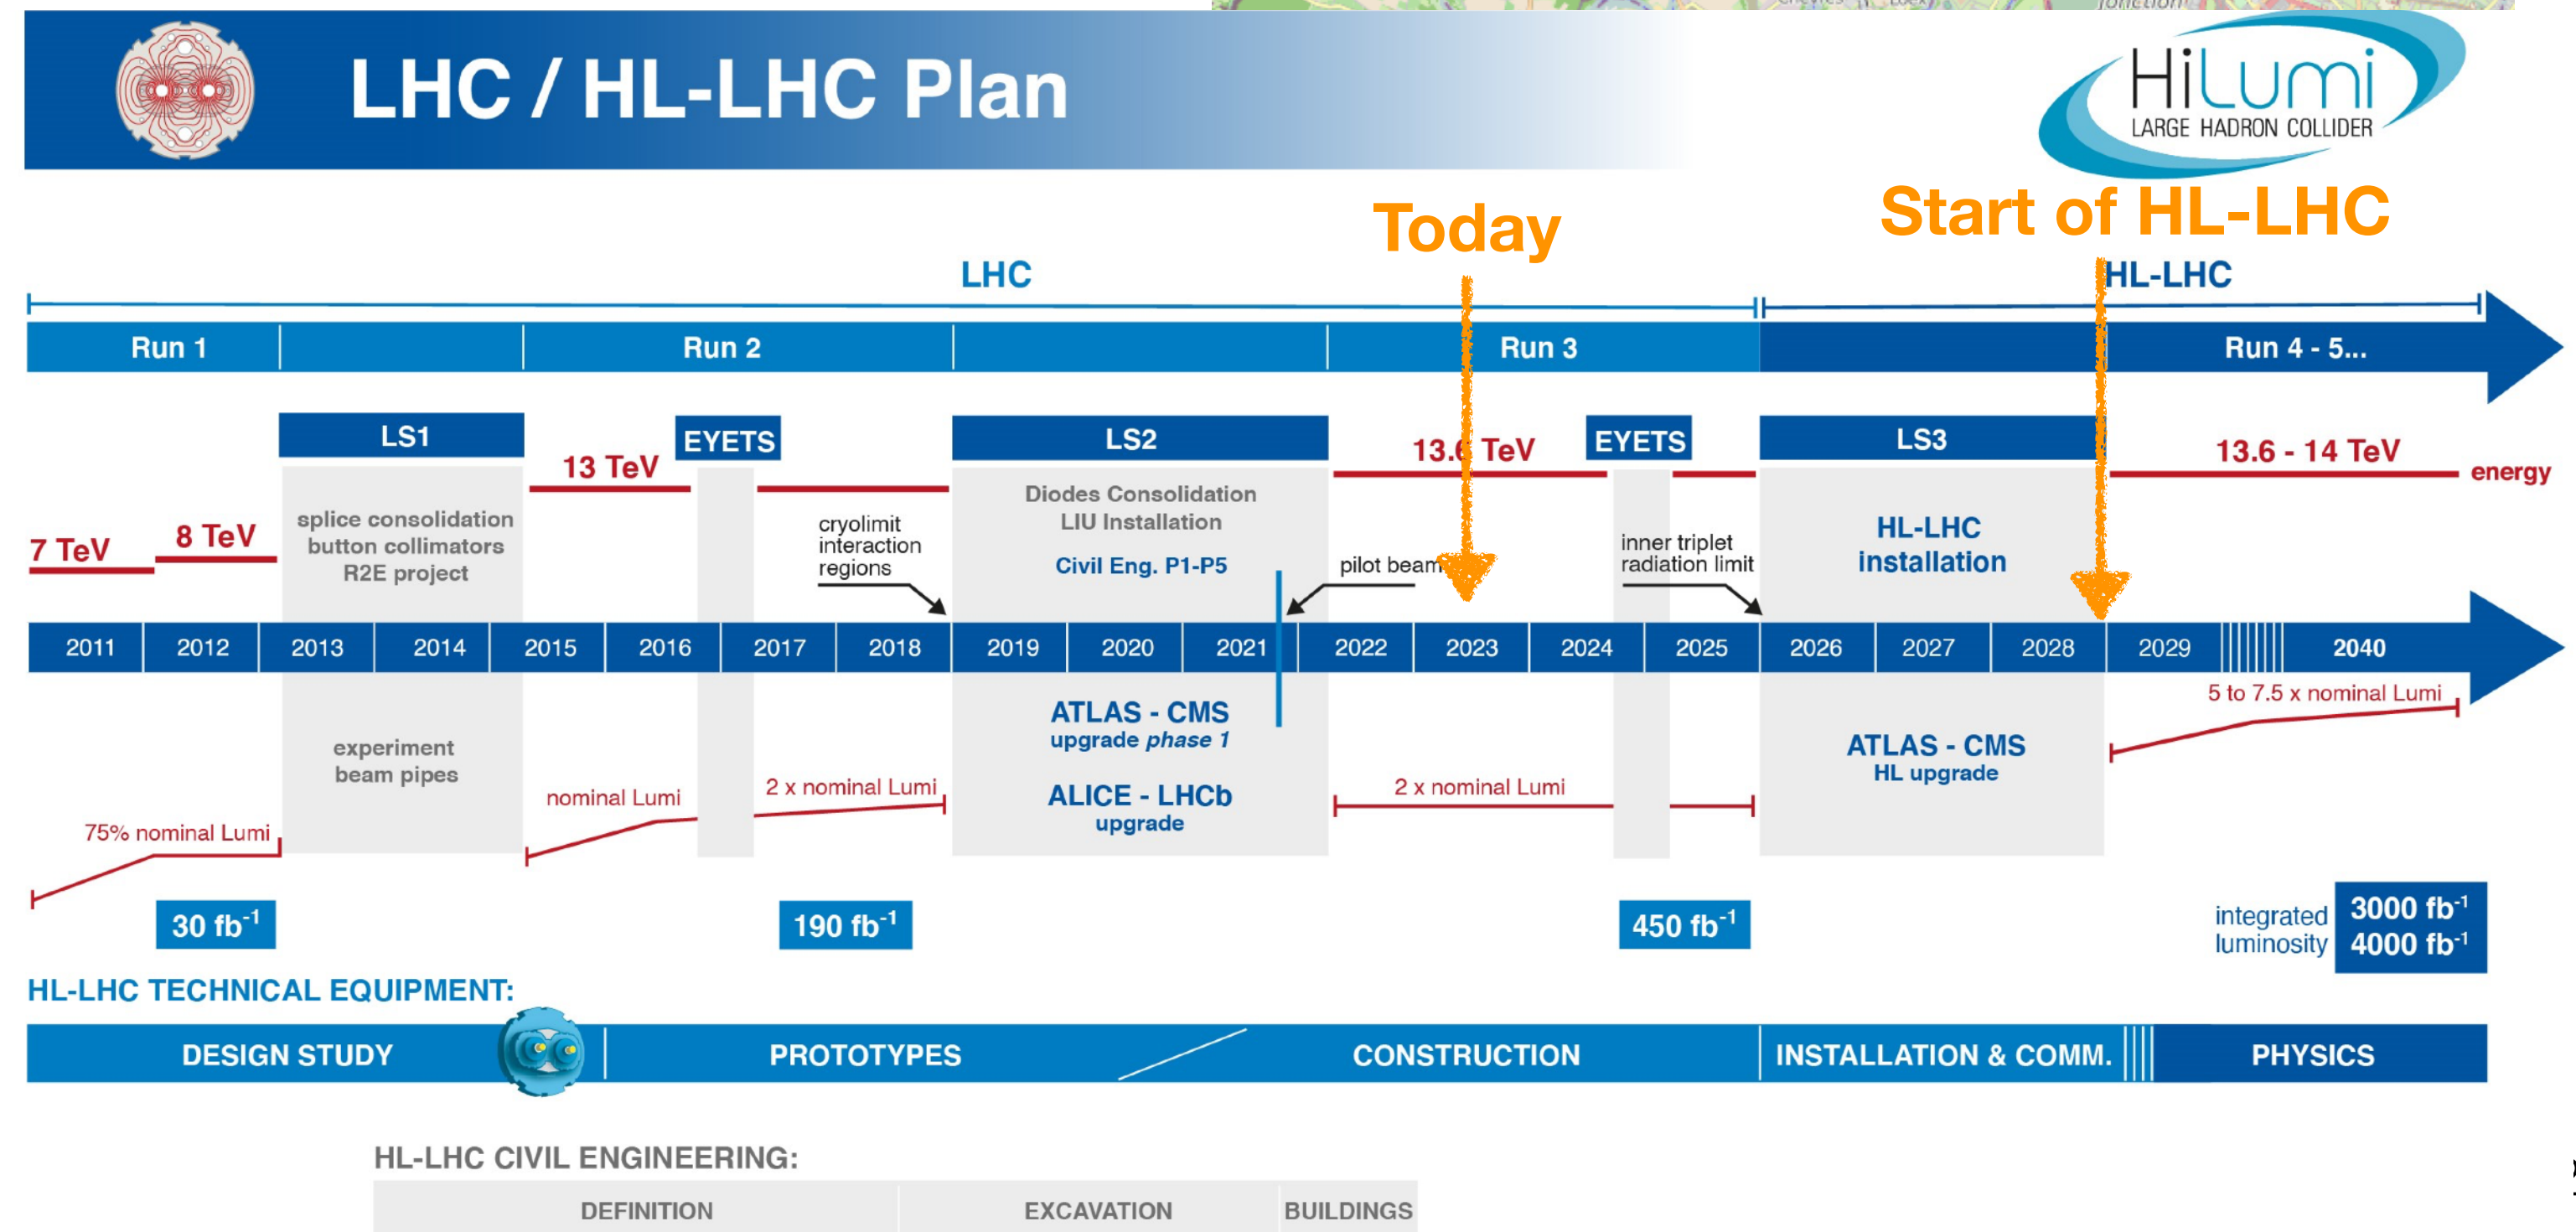 LHC / HL-LHC Plan
HiLumi
LARGE HADRON COLLIDER
Today
Start of HL-LHC
LHC
HL-LHC
Run 1
Run 2
Run 3
Run 4 - 5...
LS1
EYETS
LS2
EYETS
LS3
13 TeV
13.6 TeV
13.6 - 14 TeV
energy
7 TeV
8 TeV
splice consolidation
button collimators
R2E project
cryolimit
interaction
regions
Diodes Consolidation
LIU Installation
Civil Eng. P1-P5
pilot beam
inner triplet
radiation limit
HL-LHC
installation
2011
2012
2013
2014
2015
2016
2017
2018
2019
2020
2021
2022
2023
2024
2025
2026
2027
2028
2029
2040
5 to 7.5 x nominal Lumi
experiment
beam pipes
ATLAS - CMS
upgrade phase 1
ALICE - LHCb
upgrade
ATLAS - CMS
HL upgrade
75% nominal Lumi
nominal Lumi
2 x nominal Lumi
2 x nominal Lumi
30 fb-1
190 fb-1
450 fb-1
integrated
luminosity
3000 fb-1
4000 fb-1
HL-LHC TECHNICAL EQUIPMENT:
DESIGN STUDY
PROTOTYPES
CONSTRUCTION
INSTALLATION & COMM.
PHYSICS
HL-LHC CIVIL ENGINEERING:
DEFINITION
EXCAVATION
BUILDINGS